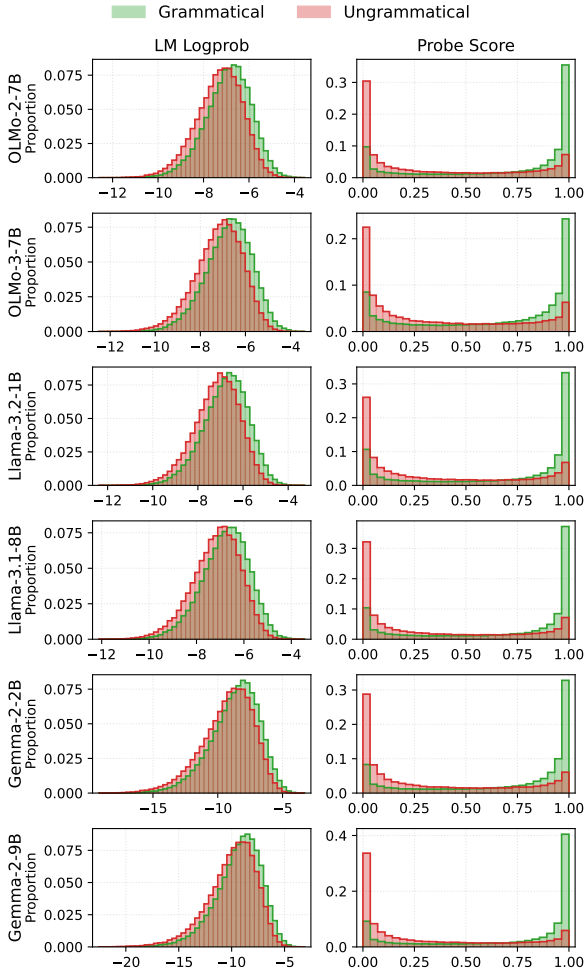 Grammatical Ungrammatical
LM Logprob Probe Score
OLMo-2-7B
Proportion
0.075
0.050
0.025
0.000
−12 −10 −8 −6 −4
0.3
0.2
0.1
0.0
0.00 0.25 0.50 0.75 1.00
OLMo-3-7B
Proportion
0.075
0.050
0.025
0.000
−12 −10 −8 −6 −4
0.2
0.1
0.0
0.00 0.25 0.50 0.75 1.00
Llama-3.2-1B
Proportion
0.075
0.050
0.025
0.000
−12 −10 −8 −6 −4
0.3
0.2
0.1
0.0
0.00 0.25 0.50 0.75 1.00
Llama-3.1-8B
Proportion
0.075
0.050
0.025
0.000
−12 −10 −8 −6 −4
0.3
0.2
0.1
0.0
0.00 0.25 0.50 0.75 1.00
Gemma-2-2B
Proportion
0.075
0.050
0.025
0.000
−15 −10 −5
0.3
0.2
0.1
0.0
0.00 0.25 0.50 0.75 1.00
Gemma-2-9B
Proportion
0.075
0.050
0.025
0.000
−20 −15 −10 −5
0.4
0.2
0.0
0.00 0.25 0.50 0.75 1.00